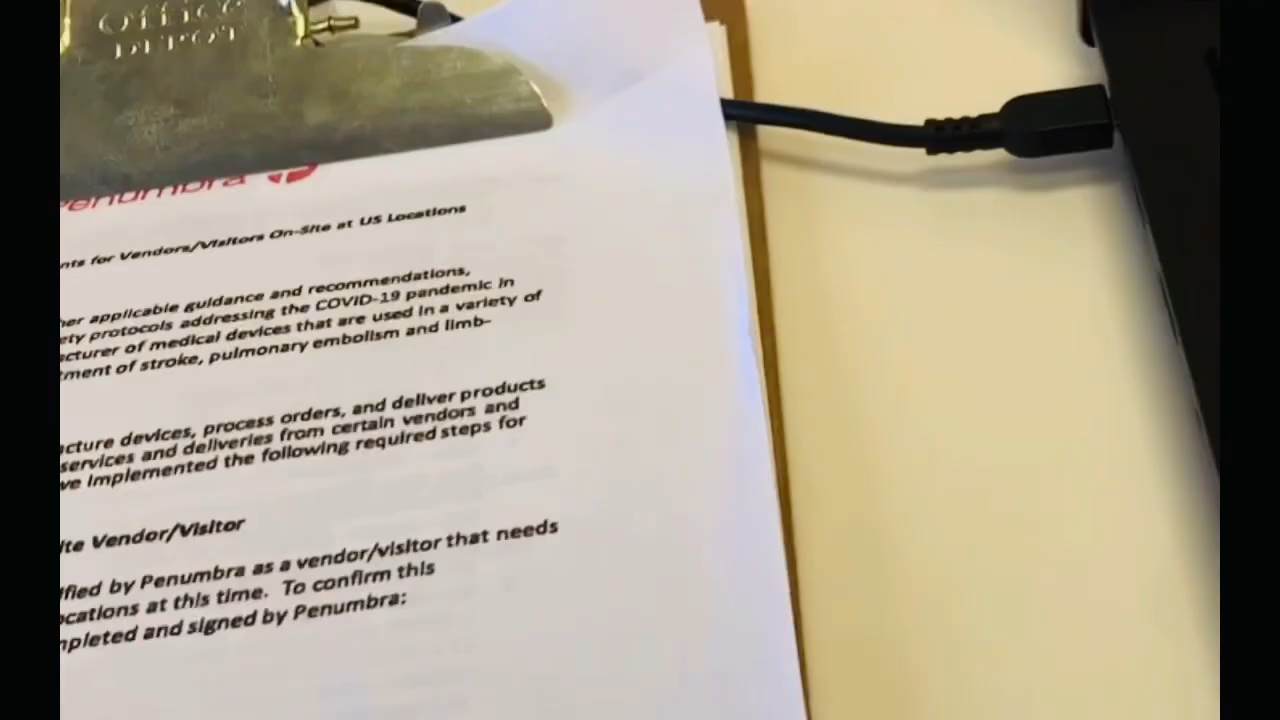 Office
DEPOT
Penumbra
nts for Vendors/Visitors On-Site at US Locations
her applicable guidance and recommendations,
ety protocols addressing the COVID-19 pandemic in
cturer of medical devices that are used in a variety of
tment of stroke, pulmonary embolism and limb-
acture devices, process orders, and deliver products
services and deliveries from certain vendors and
ve implemented the following required steps for
ite Vendor/Visitor
ified by Penumbra as a vendor/visitor that needs
ocations at this time. To confirm this
mpleted and signed by Penumbra: